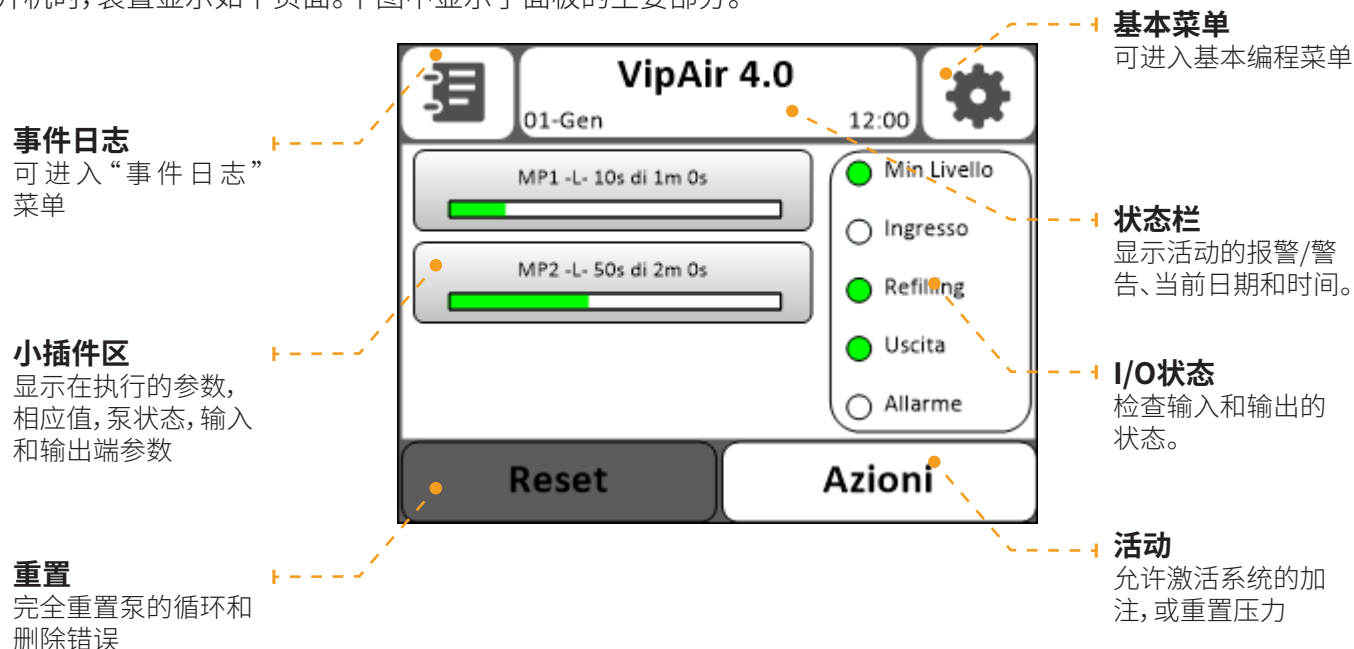 开机时，装置显示如下页面。下图中显示了面板的主要部分。
基本菜单
可进入基本编程菜单
VipAir 4.0
01-Gen
12:00
事件日志
可进入“事件日志”
菜单
MP1 -L- 10s di 1m 0s
MP2 -L- 50s di 2m 0s
Min Livello
Ingresso
Refilling
Uscita
Allarme
状态栏
显示活动的报警/警
告、当前日期和时间。
小插件区
显示在执行的参数，
相应值，泵状态，输入
和输出端参数
I/O状态
检查输入和输出的
状态。
Reset
Azioni
重置
完全重置泵的循环和
删除错误
活动
允许激活系统的加
注，或重置压力